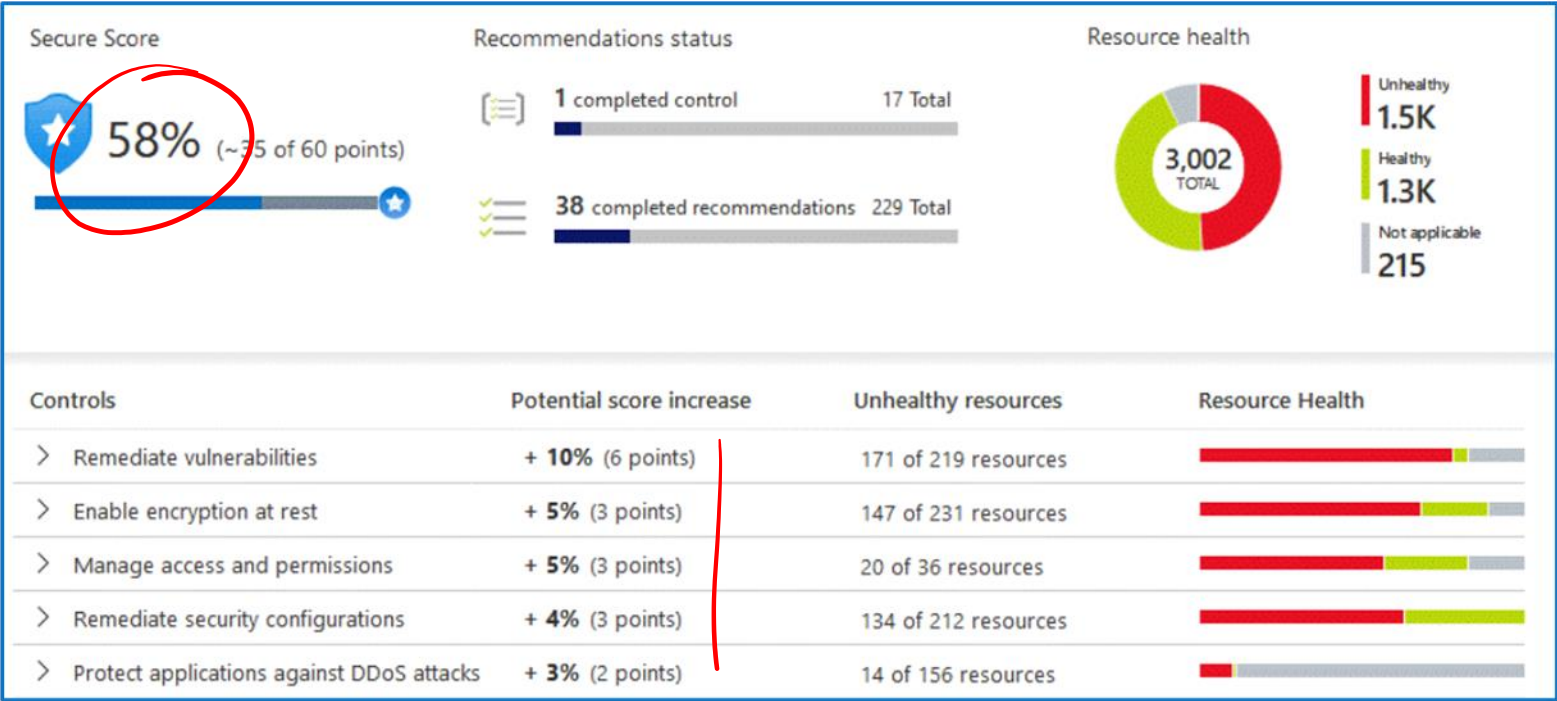 Secure Score
58% (~35 of 60 points)
Recommendations status
1 completed control 17 Total
38 completed recommendations 229 Total
Resource health
3,002
TOTAL
Unhealthy
1.5K
Healthy
1.3K
Not applicable
215
Controls Potential score increase Unhealthy resources Resource Health
Remediate vulnerabilities + 10% (6 points) 171 of 219 resources
Enable encryption at rest + 5% (3 points) 147 of 231 resources
Manage access and permissions + 5% (3 points) 20 of 36 resources
Remediate security configurations + 4% (3 points) 134 of 212 resources
Protect applications against DDoS attacks + 3% (2 points) 14 of 156 resources